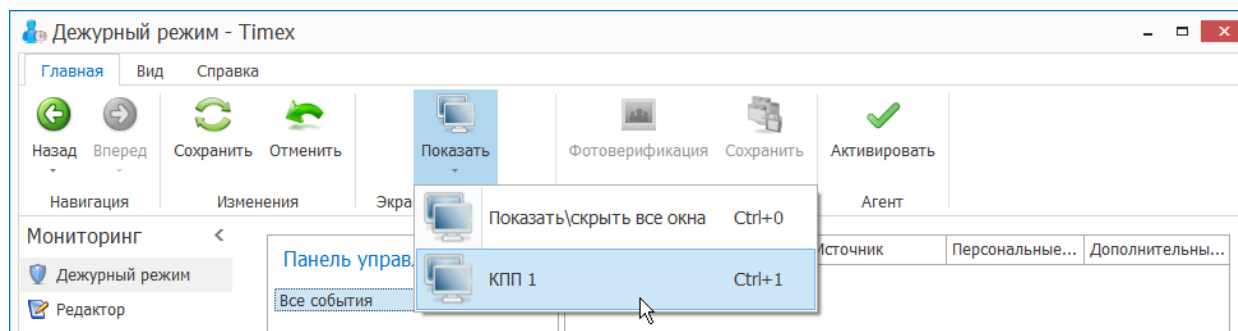 Дежурный режим - Timex
Главная Вид Справка
Назад Вперед Сохранить Отменить Показать Фотоверификация Сохранить Активировать
Навигация Изменения Экра Агент
Показать\скрыть все окна Ctrl+0
КПП 1 Ctrl+1
Мониторинг
Дежурный режим
Редактор
Панель управ
Все события
Источник Персональные... Дополнительны...